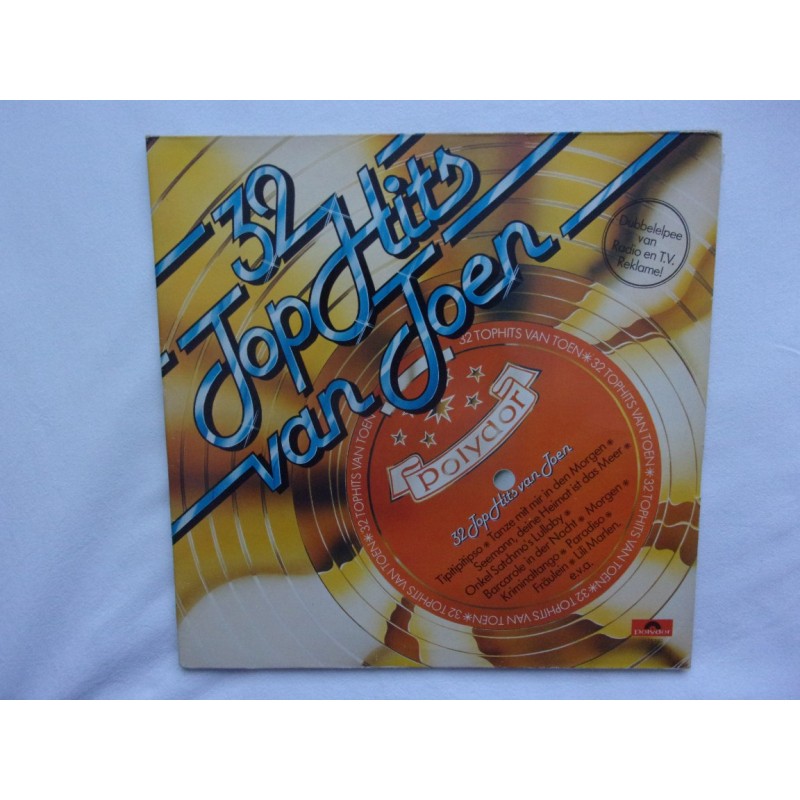 32
Top Hits
van Toen
Dubbelelpee
van
Radio en T.V.
Reklame!
32 TOPHITS VAN TOEN * 32 TOPHITS VAN TOEN * 32 TOPHITS VAN TOEN * 32 TOPHITS VAN TOEN * 32 TOPHITS VAN TOEN *
polydor
32 Top Hits van Toen
Tipitipitipso * Tanze mit mir in den Morgen *
Seemann, deine Heimat ist das Meer *
Onkel Satchmo's Lullaby *
Barcarole in der Nacht * Morgen *
Kriminaltango * Paradiso *
Fräulein * Lili Marlen.
e.v.a.
polydor